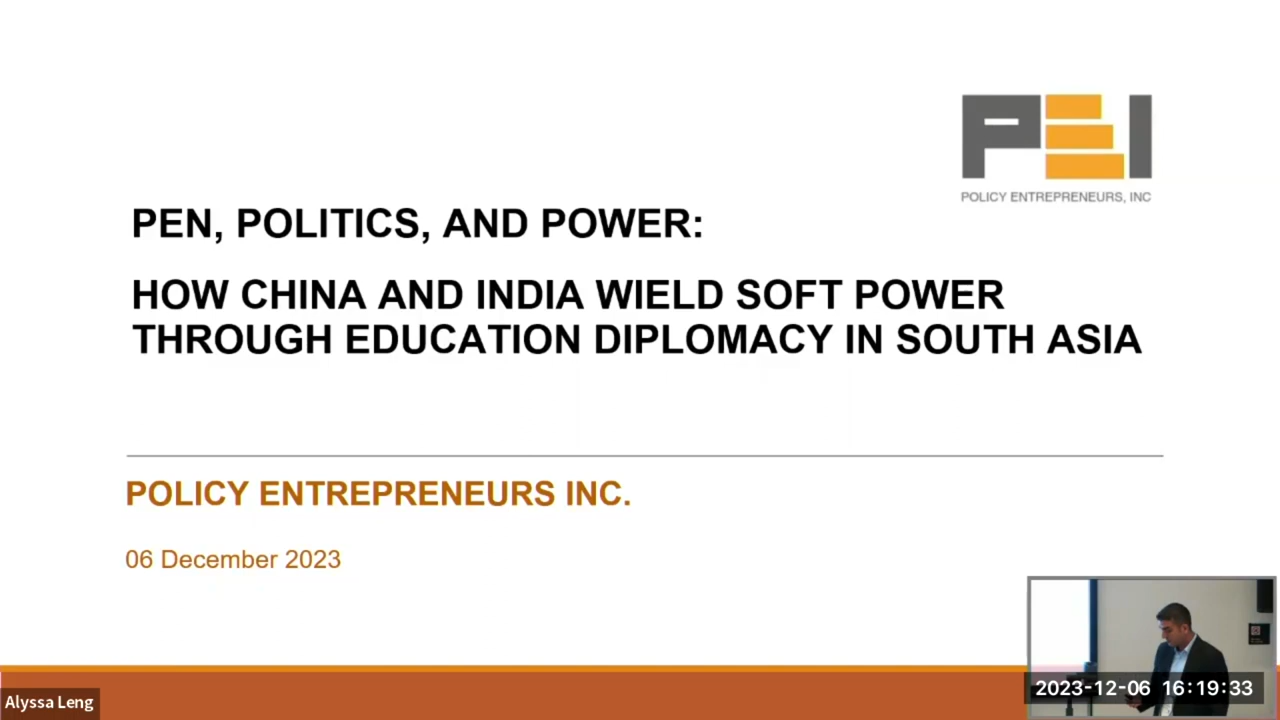 PEI
POLICY ENTREPRENEURS, INC
PEN, POLITICS, AND POWER:
HOW CHINA AND INDIA WIELD SOFT POWER
THROUGH EDUCATION DIPLOMACY IN SOUTH ASIA
POLICY ENTREPRENEURS INC.
06 December 2023
Alyssa Leng
2023-12-06 16:19:33